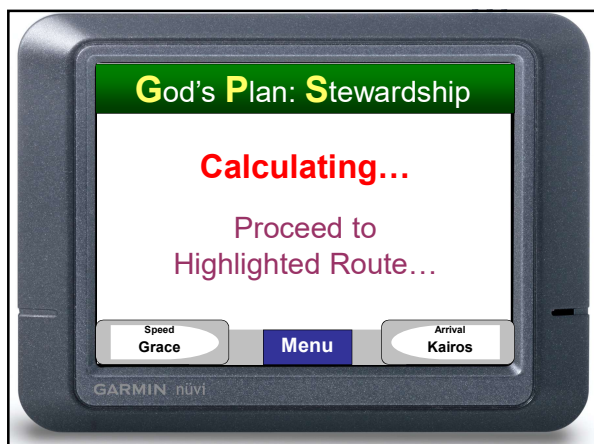 God's Plan: Stewardship
Calculating…
Proceed to
Highlighted Route…
Speed
Grace
Menu
Arrival
Kairos
GARMIN nüvi